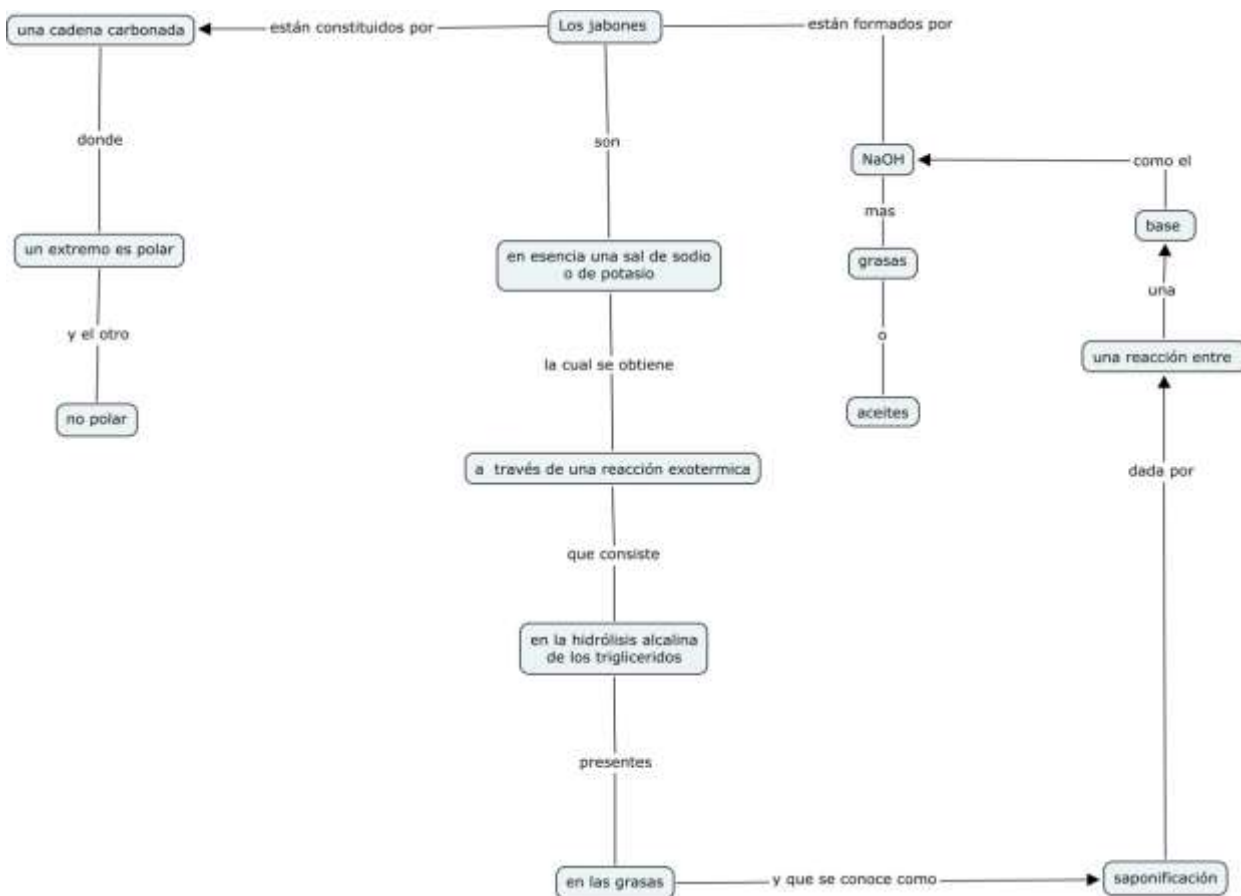 Los jabones
están constituidos por
una cadena carbonada
donde
un extremo es polar
y el otro
no polar
son
en esencia una sal de sodio
o de potasio
la cual se obtiene
a través de una reacción exotermica
que consiste
en la hidrólisis alcalina
de los trigliceridos
presentes
en las grasas
y que se conoce como
saponificación
dada por
una reacción entre
una
base
como el
están formados por
NaOH
mas
grasas
o
aceites